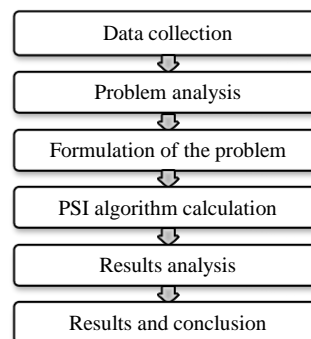 Data collection
Problem analysis
Formulation of the problem
PSI algorithm calculation
Results analysis
Results and conclusion